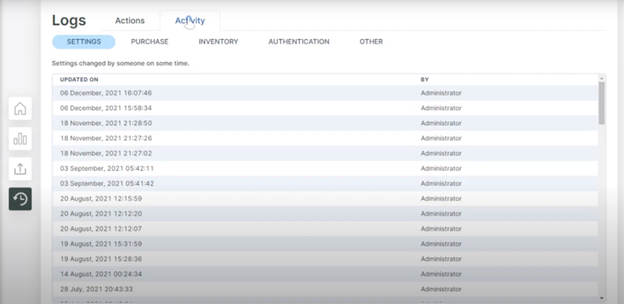 Logs Actions Activity
SETTINGS PURCHASE INVENTORY AUTHENTICATION OTHER
Settings changed by someone on some time.
UPDATED ON BY
06 December, 2021 16:07:46 Administrator
06 December, 2021 15:58:34 Administrator
18 November, 2021 21:28:50 Administrator
18 November, 2021 21:27:26 Administrator
18 November, 2021 21:27:02 Administrator
03 September, 2021 05:42:11 Administrator
03 September, 2021 05:41:42 Administrator
20 August, 2021 12:15:59 Administrator
20 August, 2021 12:12:20 Administrator
20 August, 2021 12:12:07 Administrator
19 August, 2021 15:31:59 Administrator
19 August, 2021 15:28:36 Administrator
14 August, 2021 00:24:34 Administrator
28 July, 2021 20:43:33 Administrator